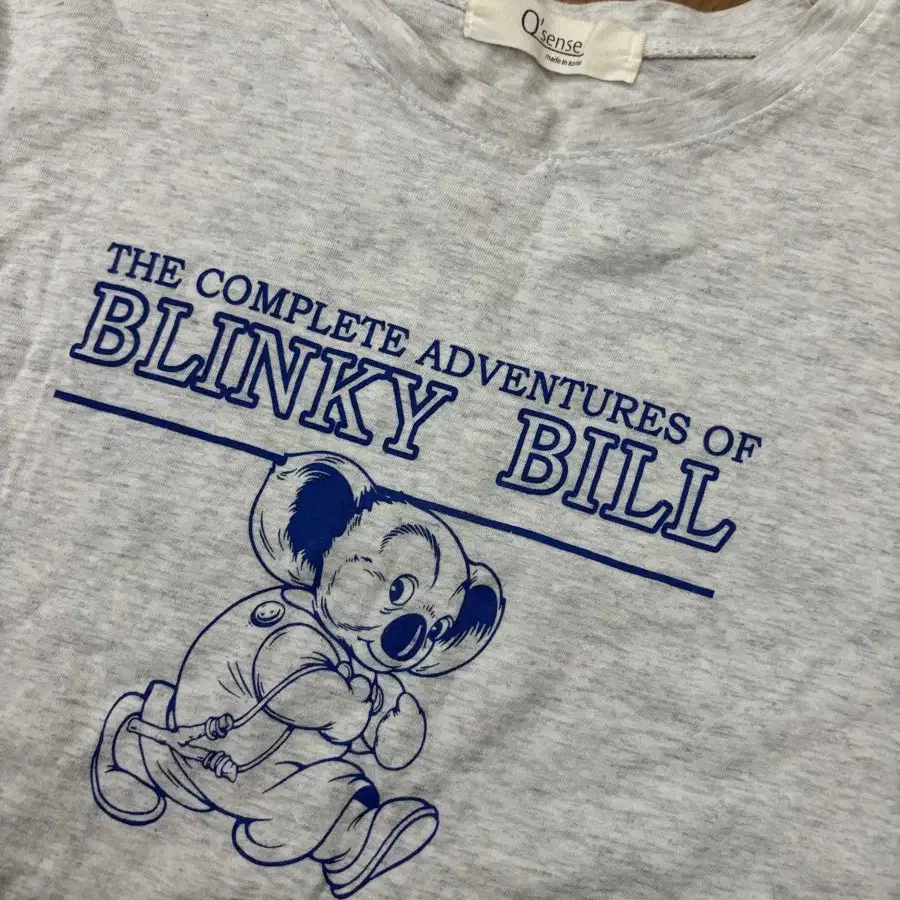 Q'sense
made in korea
THE COMPLETE ADVENTURES OF
BLINKY BILL